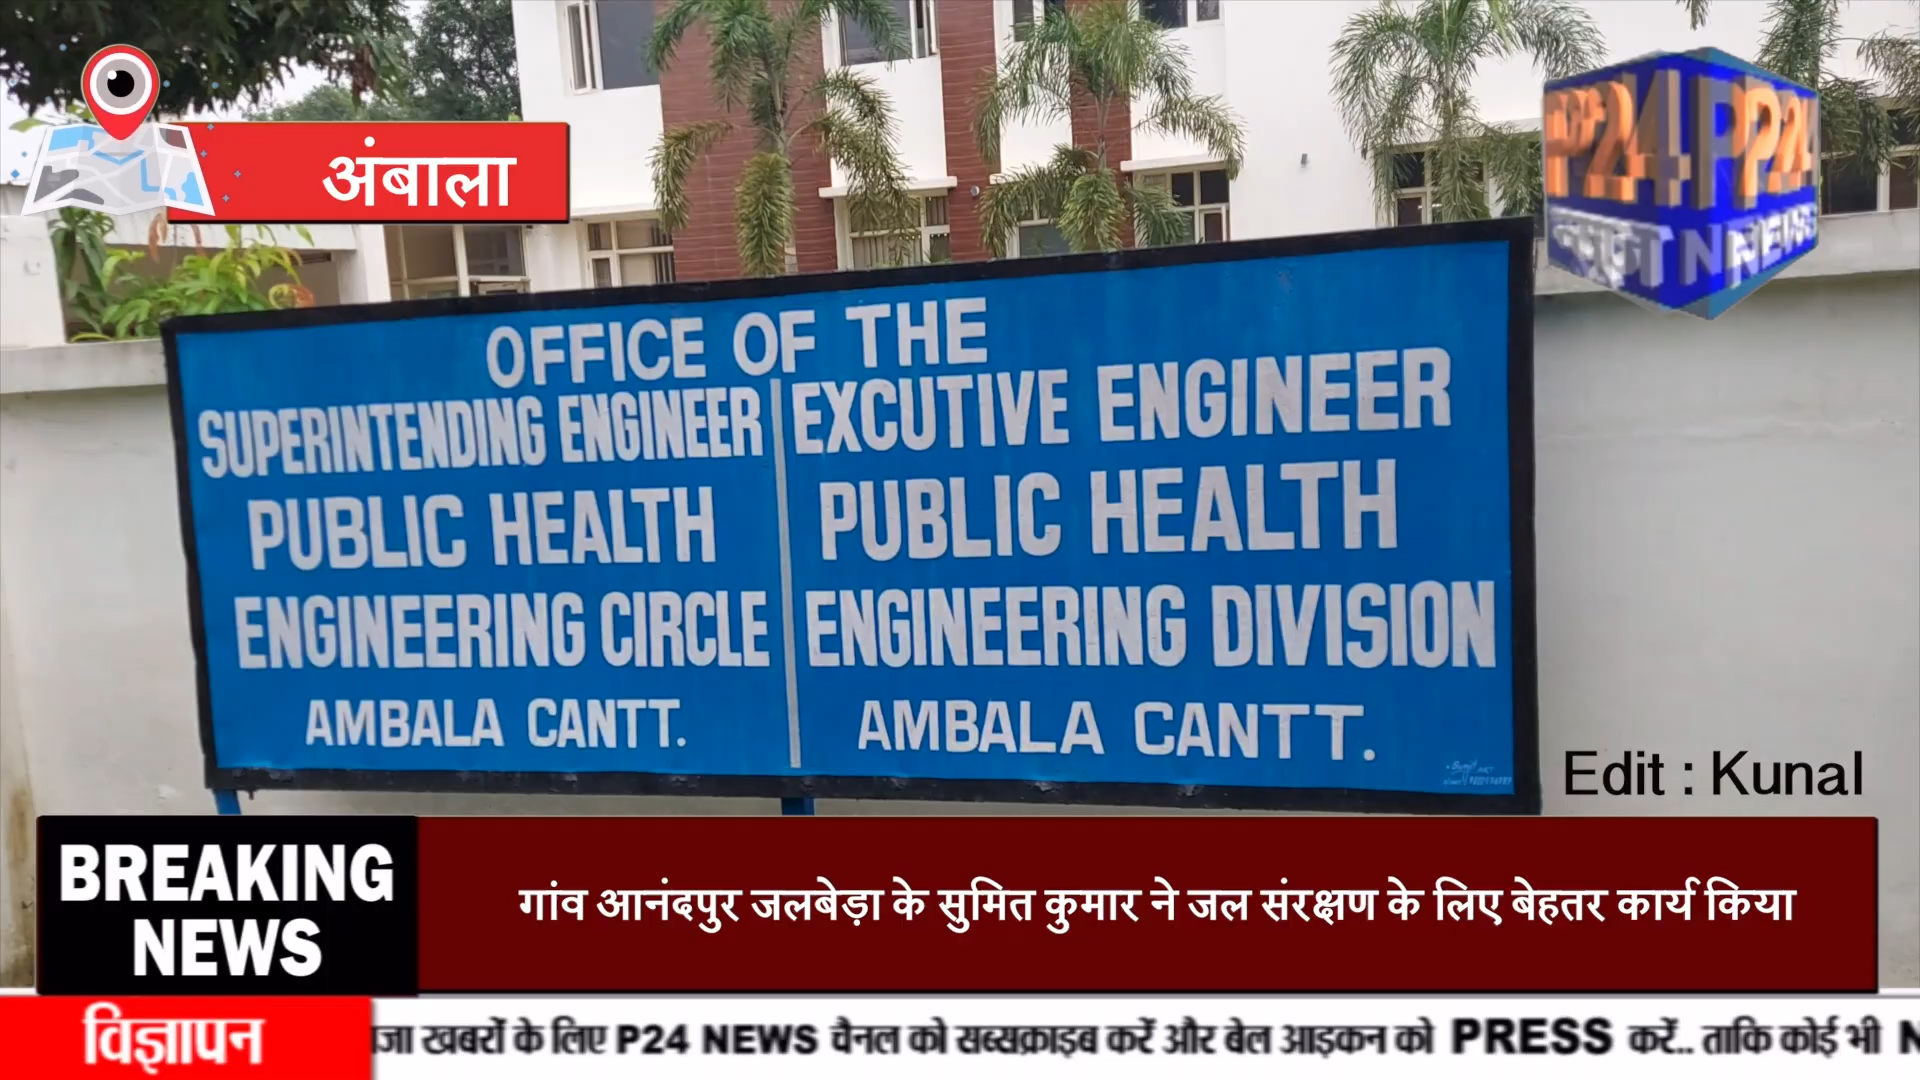 अंबाला
P24
NEWS
OFFICE OF THE
SUPERINTENDING ENGINEER
PUBLIC HEALTH
ENGINEERING CIRCLE
AMBALA CANTT.
EXCUTIVE ENGINEER
PUBLIC HEALTH
ENGINEERING DIVISION
AMBALA CANTT.
Edit : Kunal
BREAKING
NEWS
गांव आनंदपुर जलबेड़ा के सुमित कुमार ने जल संरक्षण के लिए बेहतर कार्य किया
विज्ञापन
खबरों के लिए P24 NEWS चैनल को सब्सक्राइब करें और बेल आइकन को PRESS करें.. ताकि कोई भी